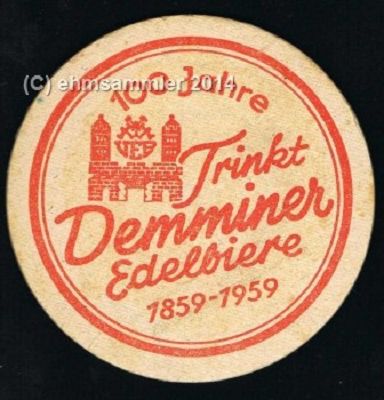 (C) ehmsammler 2014
100 Jahre
VEB
Trinkt
Demminer
Edelbiere
1859-1959